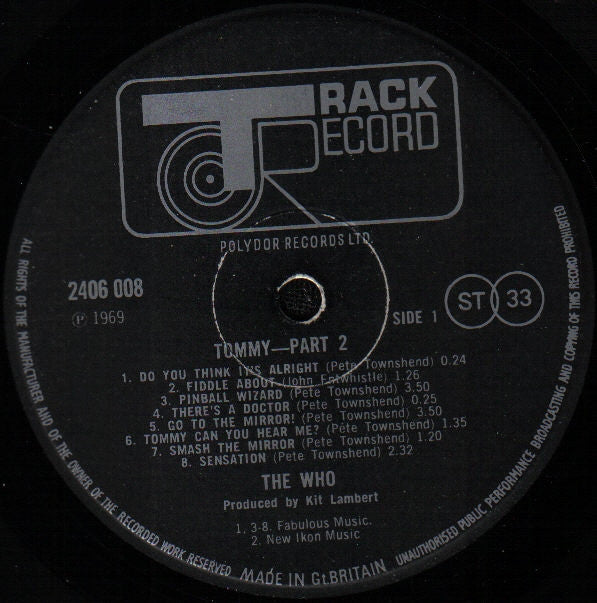 TRACK
RECORD
POLYDOR RECORDS LTD.
2406 008
Ⓟ 1969
SIDE 1
ST 33
TOMMY—PART 2
1. DO YOU THINK IT'S ALRIGHT (Pete Townshend) 0.24
2. FIDDLE ABOUT (John Entwhistle) 1.26
3. PINBALL WIZARD (Pete Townshend) 3.50
4. THERE'S A DOCTOR (Pete Townshend) 0.25
5. GO TO THE MIRROR! (Pete Townshend) 3.50
6. TOMMY CAN YOU HEAR ME? (Pete Townshend) 1.35
7. SMASH THE MIRROR (Pete Townshend) 1.20
8. SENSATION (Pete Townshend) 2.32
THE WHO
Produced by Kit Lambert
1, 3-8. Fabulous Music.
2. New Ikon Music
ALL RIGHTS OF THE MANUFACTURER AND OF THE OWNER OF THE RECORDED WORK RESERVED
MADE IN Gt. BRITAIN
UNAUTHORISED PUBLIC PERFORMANCE BROADCASTING AND COPYING OF THIS RECORD PROHIBITED